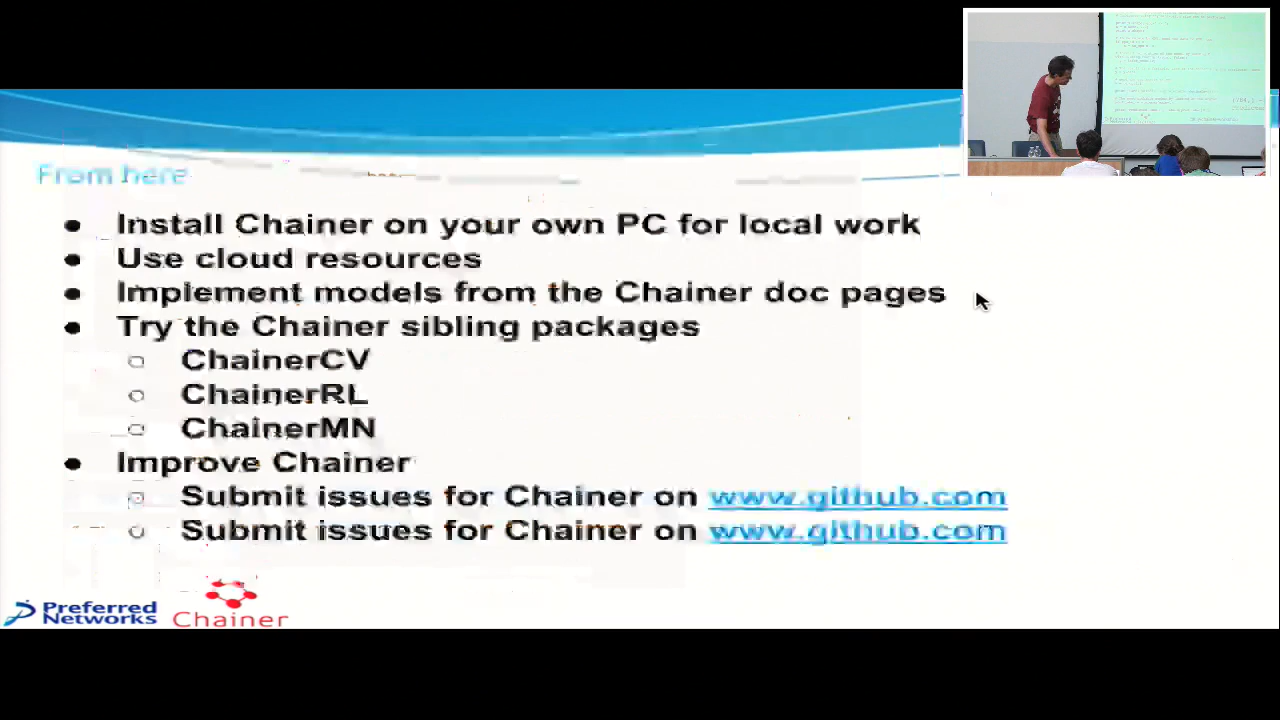 From here
Install Chainer on your own PC for local work
Use cloud resources
Implement models from the Chainer doc pages
Try the Chainer sibling packages
ChainerCV
ChainerRL
ChainerMN
Improve Chainer
Submit issues for Chainer on www.github.com
Submit issues for Chainer on www.github.com
Preferred
Networks
Chainer